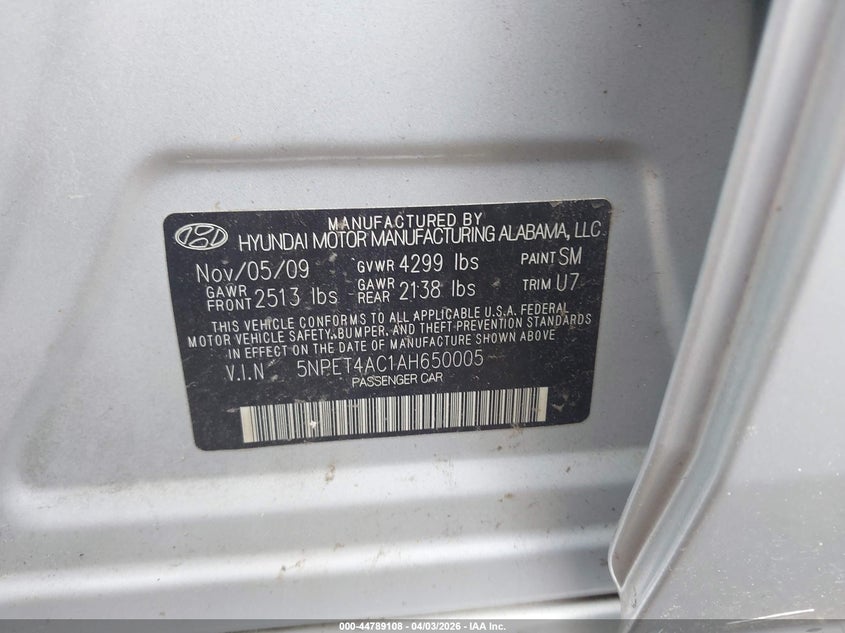 MANUFACTURED BY
HYUNDAI MOTOR MANUFACTURING ALABAMA, LLC
Nov/05/09 GVWR 4299 lbs PAINT SM
GAWR FRONT 2513 lbs GAWR REAR 2138 lbs TRIM U7
THIS VEHICLE CONFORMS TO ALL APPLICABLE U.S.A. FEDERAL
MOTOR VEHICLE SAFETY, BUMPER, AND THEFT PREVENTION STANDARDS
IN EFFECT ON THE DATE OF MANUFACTURE SHOWN ABOVE
V.I.N 5NPET4AC1AH650005
PASSENGER CAR
000-44789108 - 04/03/2026 - IAA Inc.